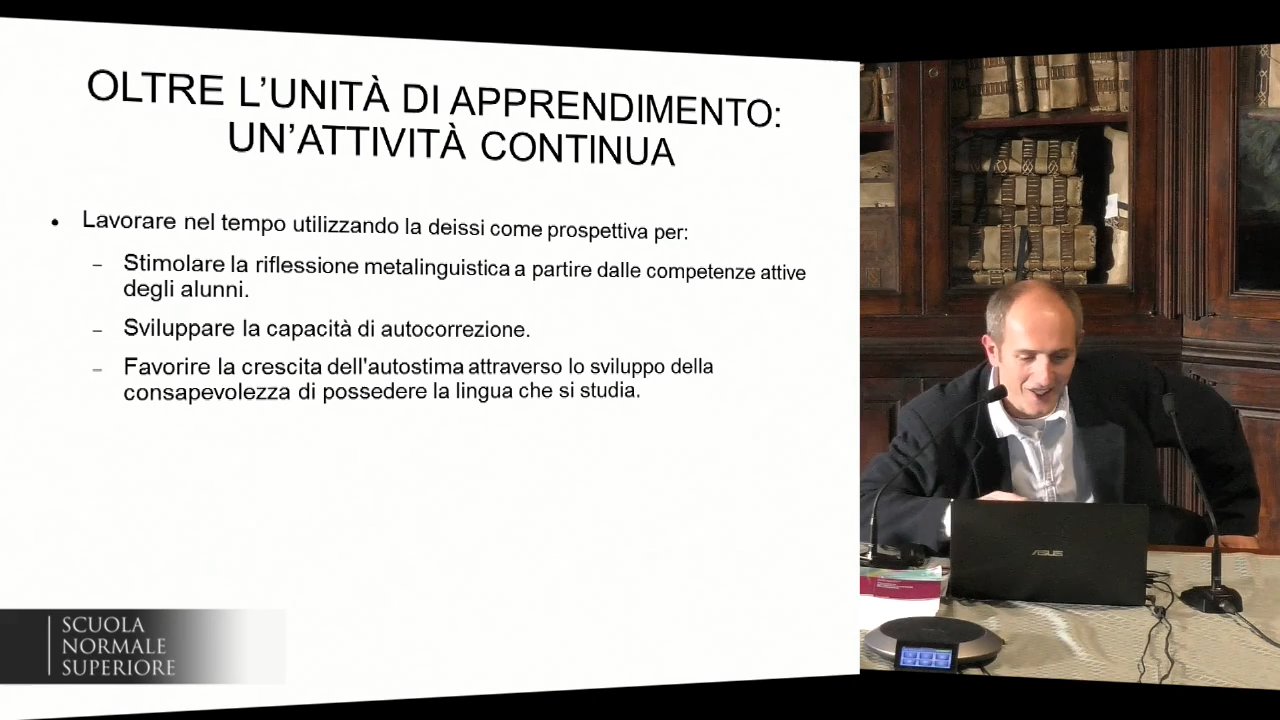 OLTRE L'UNITÀ DI APPRENDIMENTO:
UN'ATTIVITÀ CONTINUA
• Lavorare nel tempo utilizzando la deissi come prospettiva per:
– Stimolare la riflessione metalinguistica a partire dalle competenze attive
degli alunni.
– Sviluppare la capacità di autocorrezione.
– Favorire la crescita dell'autostima attraverso lo sviluppo della
consapevolezza di possedere la lingua che si studia.
SCUOLA
NORMALE
SUPERIORE
ASUS